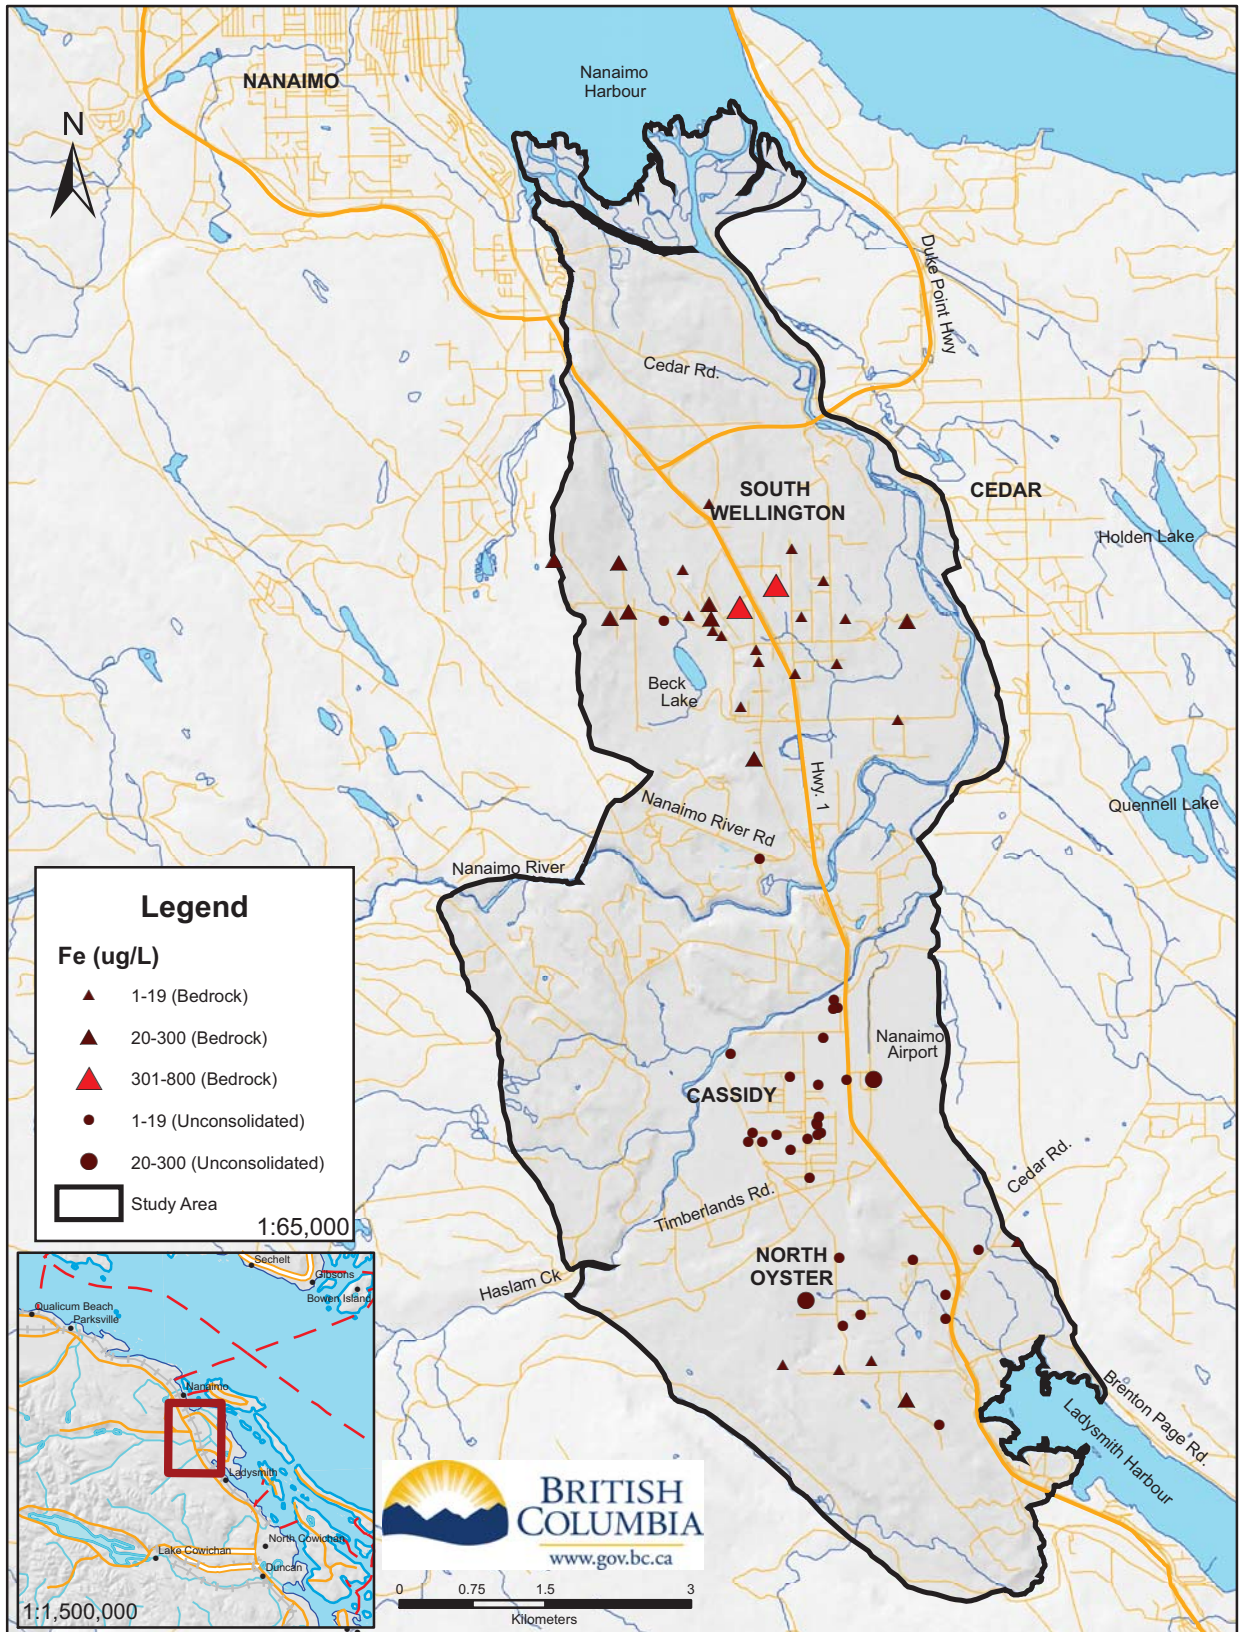 NANAIMO
Nanaimo
Harbour
N
Duke Point Hwy
Cedar Rd.
SOUTH
WELLINGTON
CEDAR
Holden Lake
Beck
Lake
Hwy. 1
Nanaimo River Rd
Quennell Lake
Nanaimo River
Legend
Fe (ug/L)
1-19 (Bedrock)
20-300 (Bedrock)
301-800 (Bedrock)
1-19 (Unconsolidated)
20-300 (Unconsolidated)
Study Area
1:65,000
Nanaimo
Airport
CASSIDY
Cedar Rd.
Timberlands Rd.
NORTH
OYSTER
Haslam Ck
Brenton Page Rd.
Ladysmith Harbour
Sechelt
Gibsons
Bowen Island
Qualicum Beach
Parksville
Nanaimo
Ladysmith
North Cowichan
Lake Cowichan
Duncan
1:1,500,000
BRITISH
COLUMBIA
www.gov.bc.ca
0 0.75 1.5 3
Kilometers